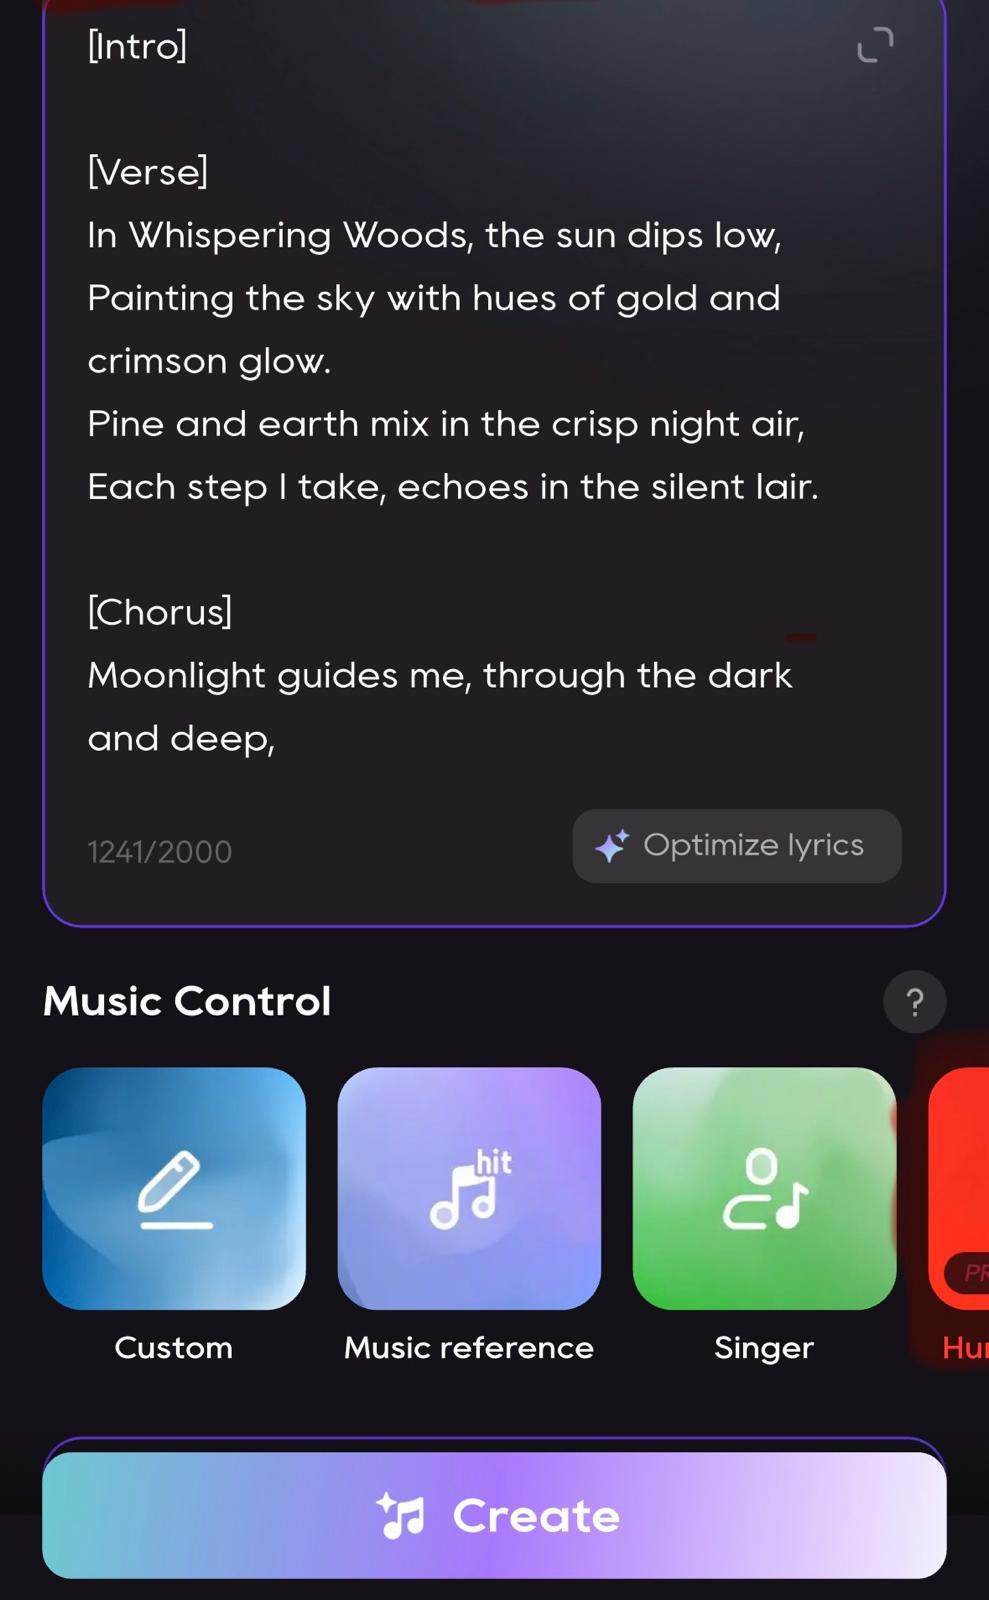 [Intro]
[Verse]
In Whispering Woods, the sun dips low,
Painting the sky with hues of gold and
crimson glow.
Pine and earth mix in the crisp night air,
Each step I take, echoes in the silent lair.
[Chorus]
Moonlight guides me, through the dark
and deep,
1241/2000
Optimize lyrics
Music Control
?
hit
Custom
Music reference
Singer
Create